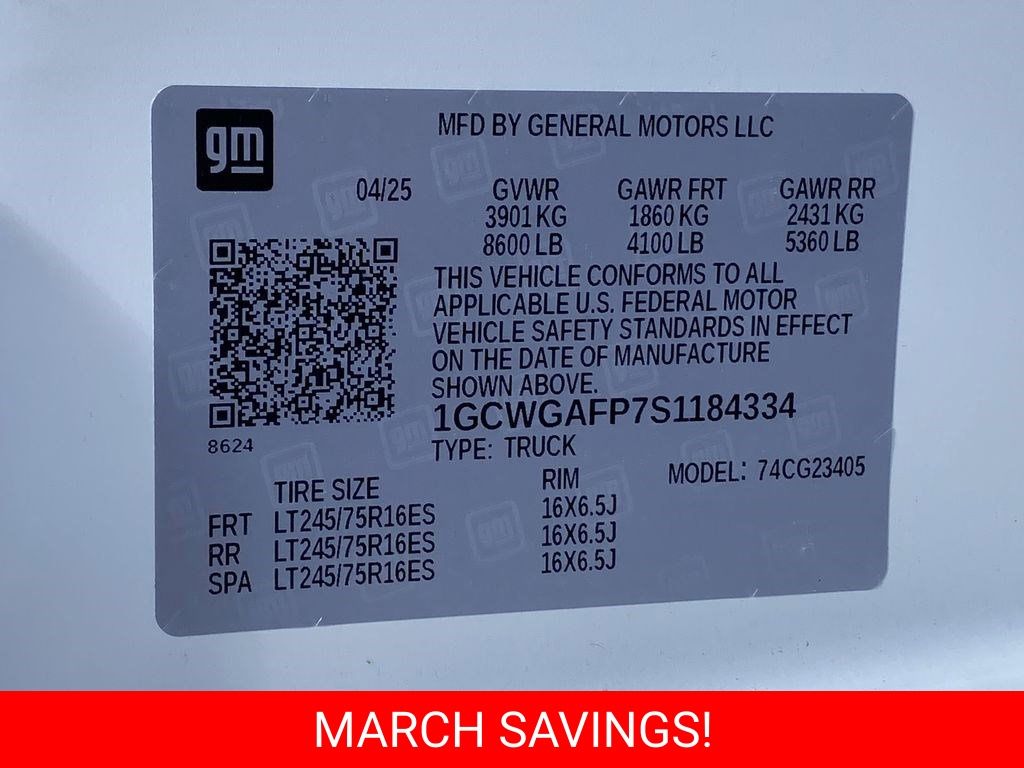 gm
MFD BY GENERAL MOTORS LLC
04/25 GVWR GAWR FRT GAWR RR
3901 KG 1860 KG 2431 KG
8600 LB 4100 LB 5360 LB
THIS VEHICLE CONFORMS TO ALL
APPLICABLE U.S. FEDERAL MOTOR
VEHICLE SAFETY STANDARDS IN EFFECT
ON THE DATE OF MANUFACTURE
SHOWN ABOVE.
1GCWGAFP7S1184334
8624
TYPE: TRUCK
MODEL: 74CG23405
TIRE SIZE RIM
FRT LT245/75R16ES 16X6.5J
RR LT245/75R16ES 16X6.5J
SPA LT245/75R16ES 16X6.5J
MARCH SAVINGS!